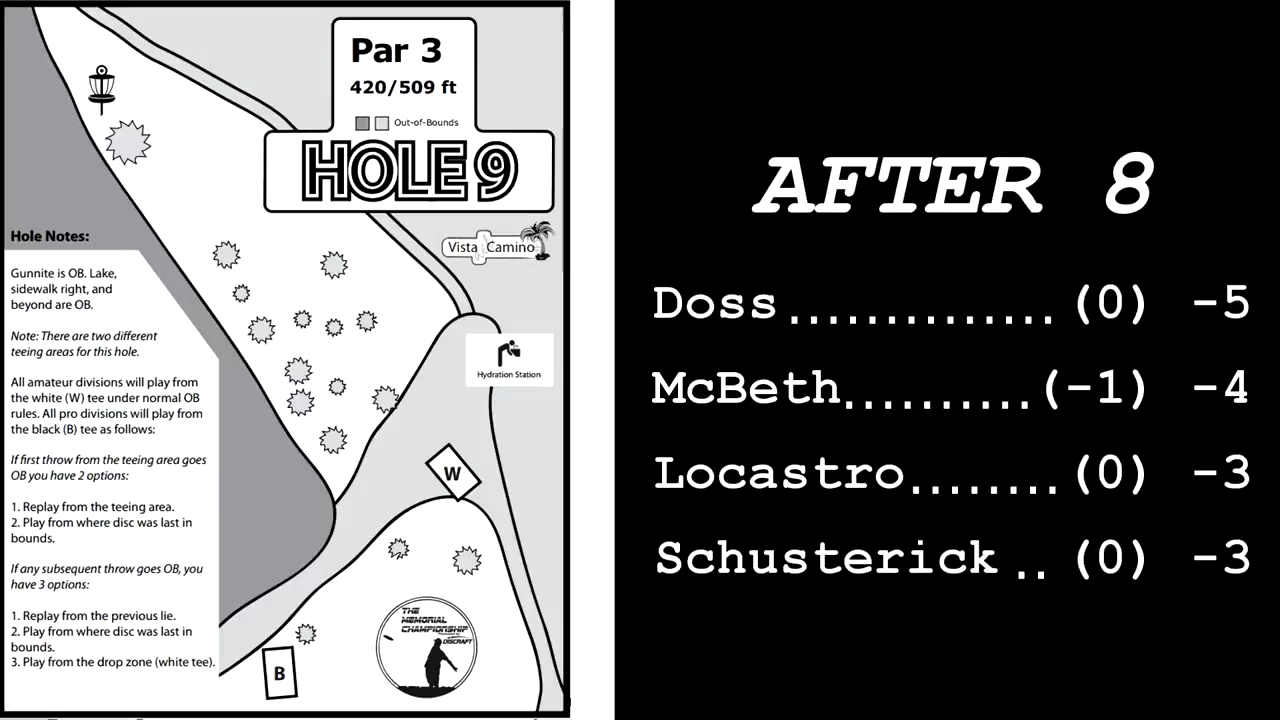 Par 3
420/509 ft
Out-of-Bounds
HOLE 9
Vista Camino
Hydration Station
Hole Notes:
Gunnite is OB. Lake,
sidewalk right, and
beyond are OB.
Note: There are two different
teeing areas for this hole.
All amateur divisions will play from
the white (W) tee under normal OB
rules. All pro divisions will play from
the black (B) tee as follows:
If first throw from the teeing area goes
OB you have 2 options:
1. Replay from the teeing area.
2. Play from where disc was last in
bounds.
If any subsequent throw goes OB, you
have 3 options:
1. Replay from the previous lie.
2. Play from where disc was last in
bounds.
3. Play from the drop zone (white tee).
W
B
THE
MEMORIAL
CHAMPIONSHIP
DISCRAFT
AFTER 8
Doss..............(0) -5
McBeth..........(-1) -4
Locastro........(0) -3
Schusterick..(0) -3